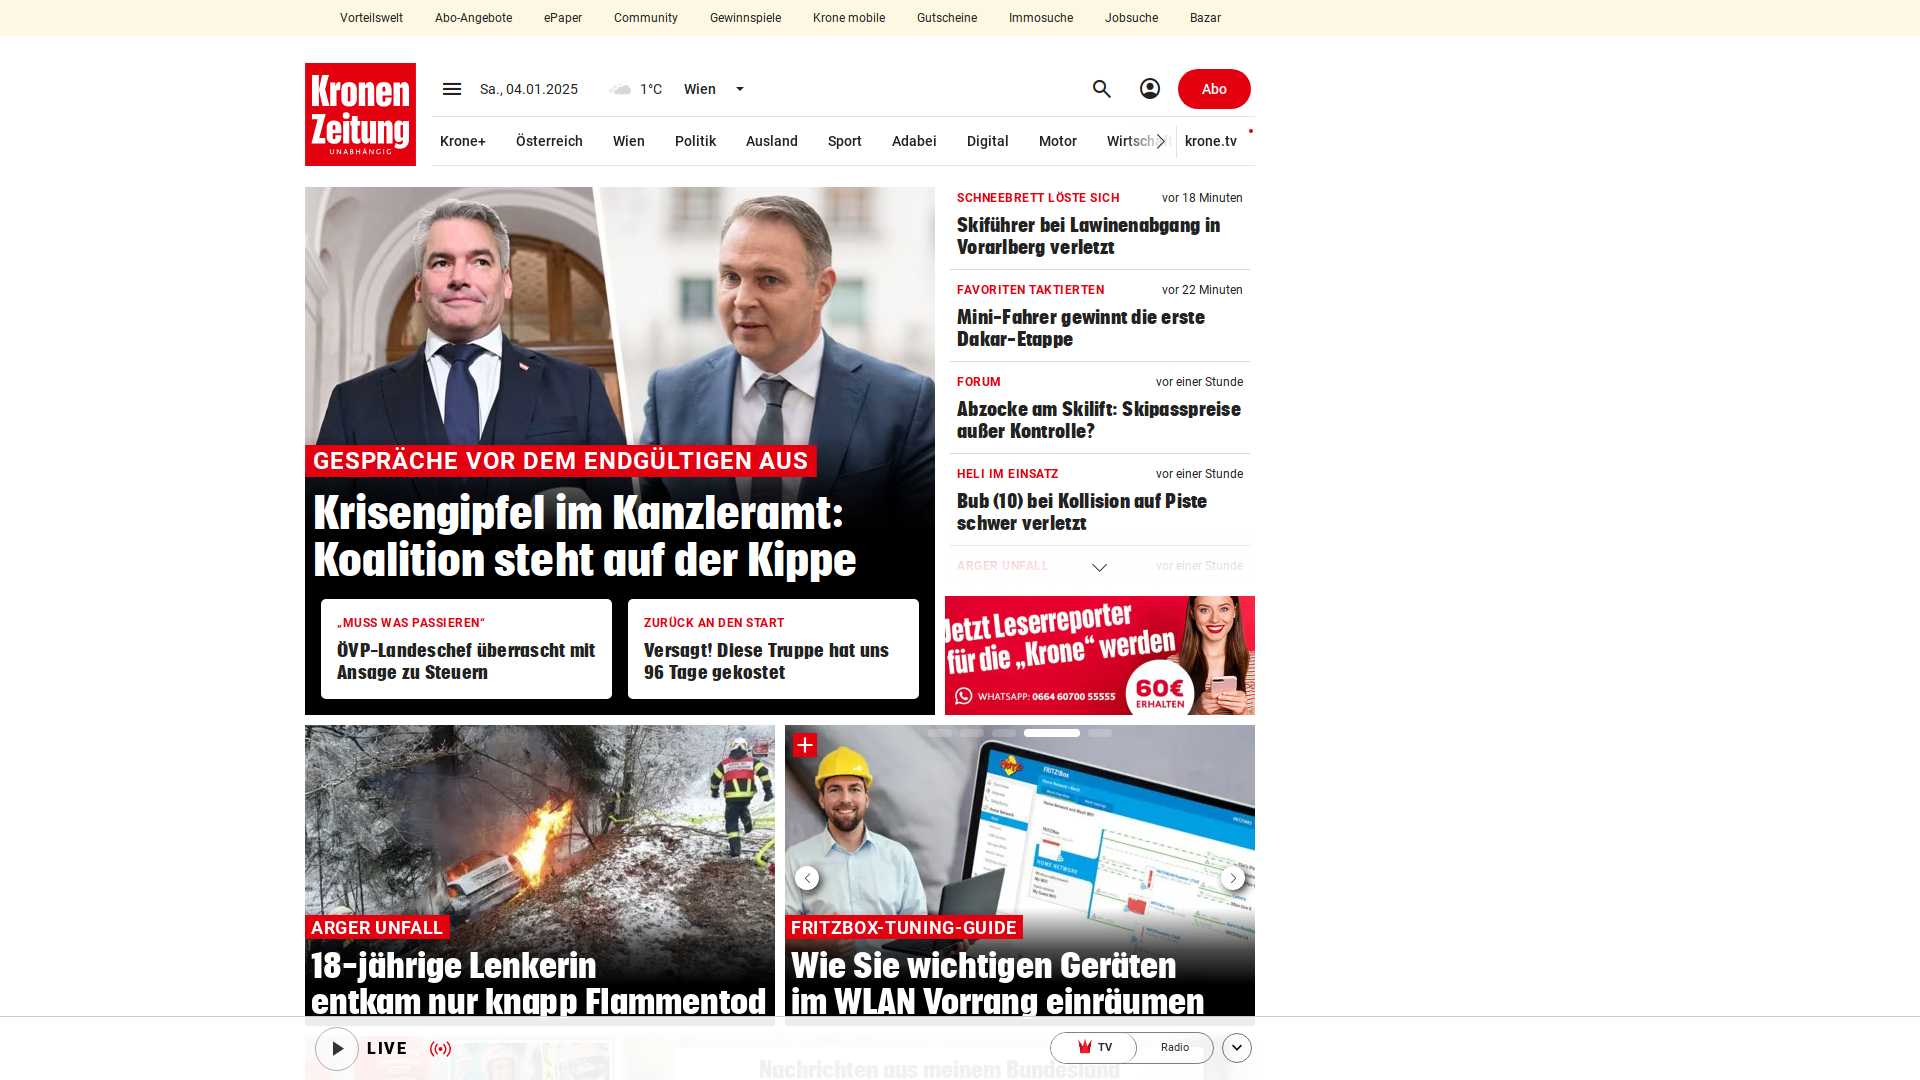 Vorteilswelt Abo-Angebote ePaper Community Gewinnspiele Krone mobile Gutscheine Immosuche Jobsuche Bazar
Kronen
Zeitung
UNABHÄNGIG
Sa., 04.01.2025 1°C Wien
Abo
Krone+ Österreich Wien Politik Ausland Sport Adabei Digital Motor Wirtschaft krone.tv
GESPRÄCHE VOR DEM ENDGÜLTIGEN AUS
Krisengipfel im Kanzleramt:
Koalition steht auf der Kippe
„MUSS WAS PASSIEREN“
ÖVP-Landeschef überrascht mit
Ansage zu Steuern
ZURÜCK AN DEN START
Versagt! Diese Truppe hat uns
96 Tage gekostet
SCHNEEBRETT LÖSTE SICH vor 18 Minuten
Skiführer bei Lawinenabgang in
Vorarlberg verletzt
FAVORITEN TAKTIERTEN vor 22 Minuten
Mini-Fahrer gewinnt die erste
Dakar-Etappe
FORUM vor einer Stunde
Abzocke am Skilift: Skipasspreise
außer Kontrolle?
HELI IM EINSATZ vor einer Stunde
Bub (10) bei Kollision auf Piste
schwer verletzt
ARGER UNFALL vor einer Stunde
Jetzt Leserreporter
für die „Krone“ werden
WHATSAPP: 0664 60700 55555
60€
ERHALTEN
ARGER UNFALL
18-jährige Lenkerin
entkam nur knapp Flammentod
FRITZ!Box
HOME NETWORK
FRITZBOX-TUNING-GUIDE
Wie Sie wichtigen Geräten
im WLAN Vorrang einräumen
LIVE
TV Radio
Nachrichten aus meinem Bundesland